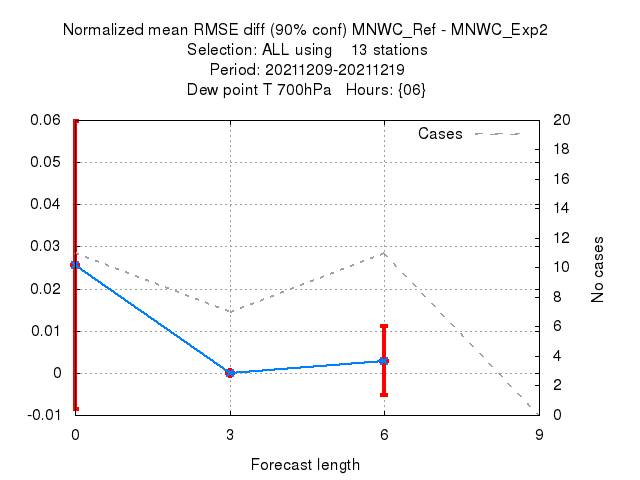 Normalized mean RMSE diff (90% conf) MNWC_Ref - MNWC_Exp2
Selection: ALL using 13 stations
Period: 20211209-20211219
Dew point T 700hPa Hours: {06}
Cases
0.06
0.05
0.04
0.03
0.02
0.01
0
-0.01
20
18
16
14
12
10
8
6
4
2
0
No cases
0 3 6 9
Forecast length